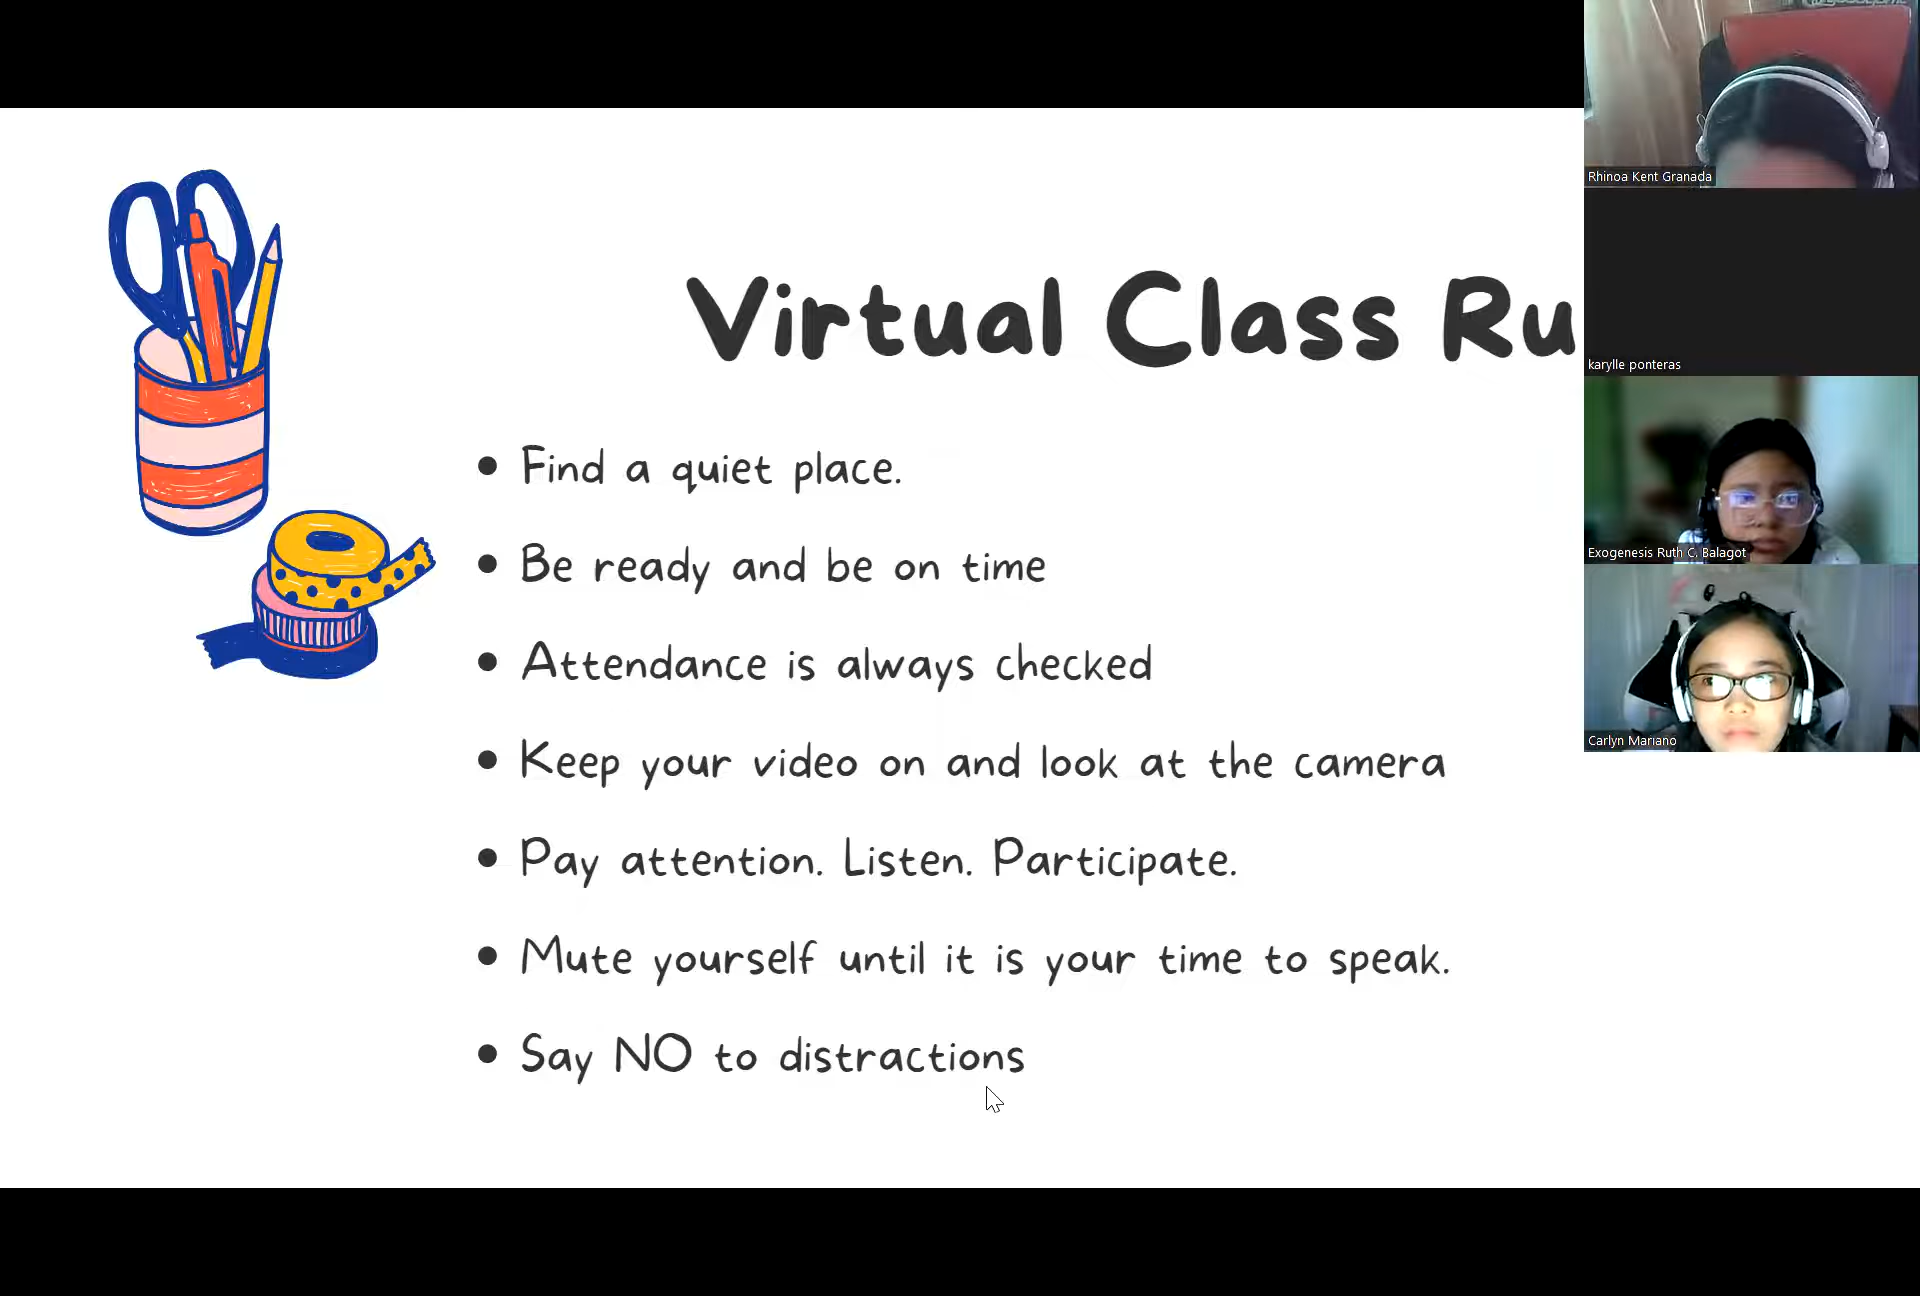 Virtual Class Ru
• Find a quiet place.
• Be ready and be on time
• Attendance is always checked
• Keep your video on and look at the camera
• Pay attention. Listen. Participate.
• Mute yourself until it is your time to speak.
• Say NO to distractions
Rhinoa Kent Granada
karylle ponteras
Exogenesis Ruth C. Balagot
Carlyn Mariano